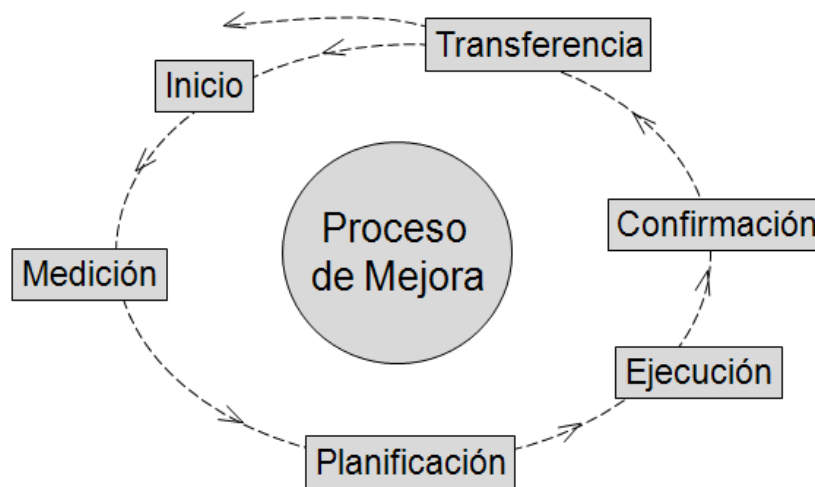 Transferencia
Inicio
Proceso
de Mejora
Confirmación
Medición
Ejecución
Planificación